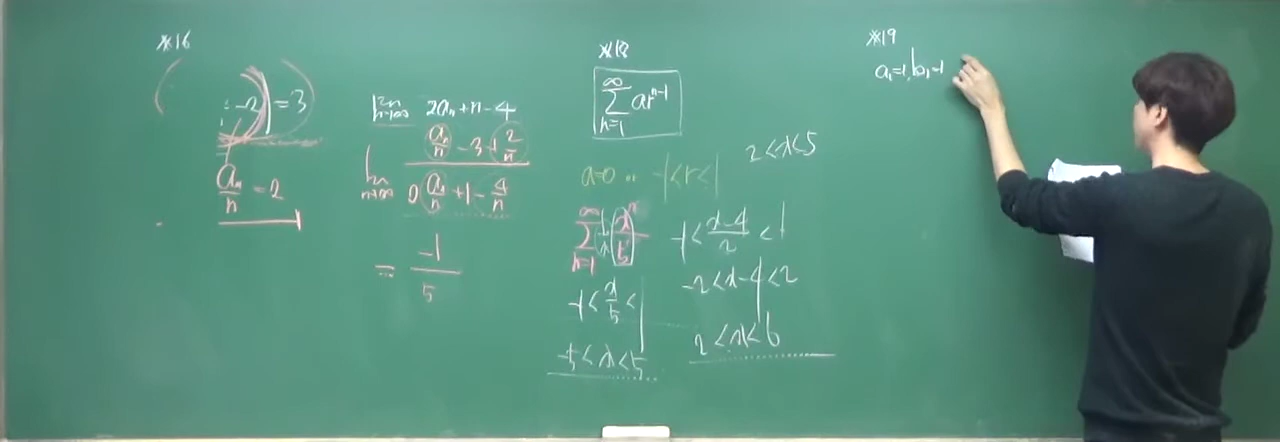 ※16
: -2) = 3
aₙ/n = 2
lim n→∞ 2aₙ+n-4
lim n→∞ (aₙ/n - 3 + 2/n) / (2 aₙ/n + 1 - 4/n)
= -1/5
※18
∑ n=1 ∞ arⁿ⁻¹
a=0 or -1<r<1
-1 < x/5 < 1
-5 < x < 5
2 < x < 5
-1 < (x-4)/2 < 1
-2 < x-4 < 2
2 < x < 6
※19
a₁=1, b₁=1